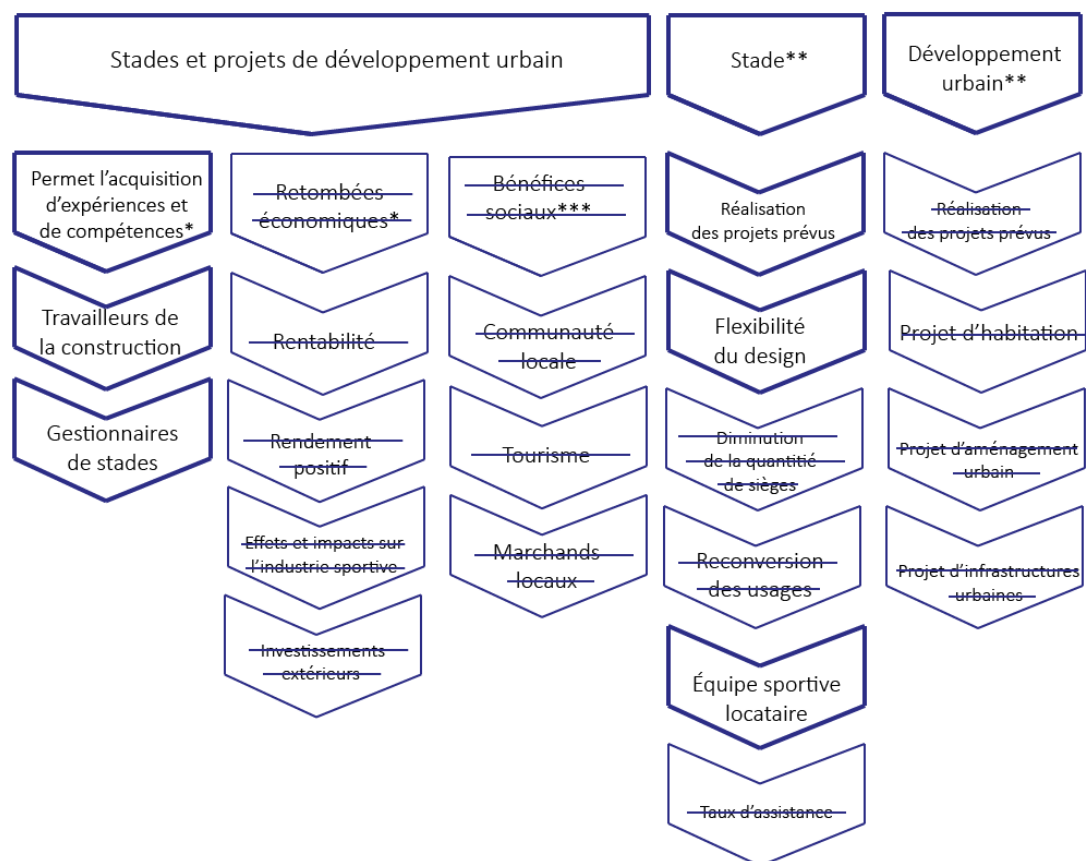 Stades et projets de développement urbain
Stade**
Développement
urbain**
Permet l'acquisition
d'expériences et
de compétences*
Travailleurs de
la construction
Gestionnaires
de stades
Retombées
économiques*
Rentabilité
Rendement
positif
Effets et impacts sur
l'industrie sportive
Investissements
extérieurs
Bénéfices
sociaux***
Communauté
locale
Tourisme
Marchands
locaux
Réalisation
des projets prévus
Flexibilité
du design
Diminution
de la quantité
de sièges
Reconversion
des usages
Équipe sportive
locataire
Taux d'assistance
Réalisation
des projets prévus
Projet d'habitation
Projet d'aménagement
urbain
Projet d'infrastructures
urbaines